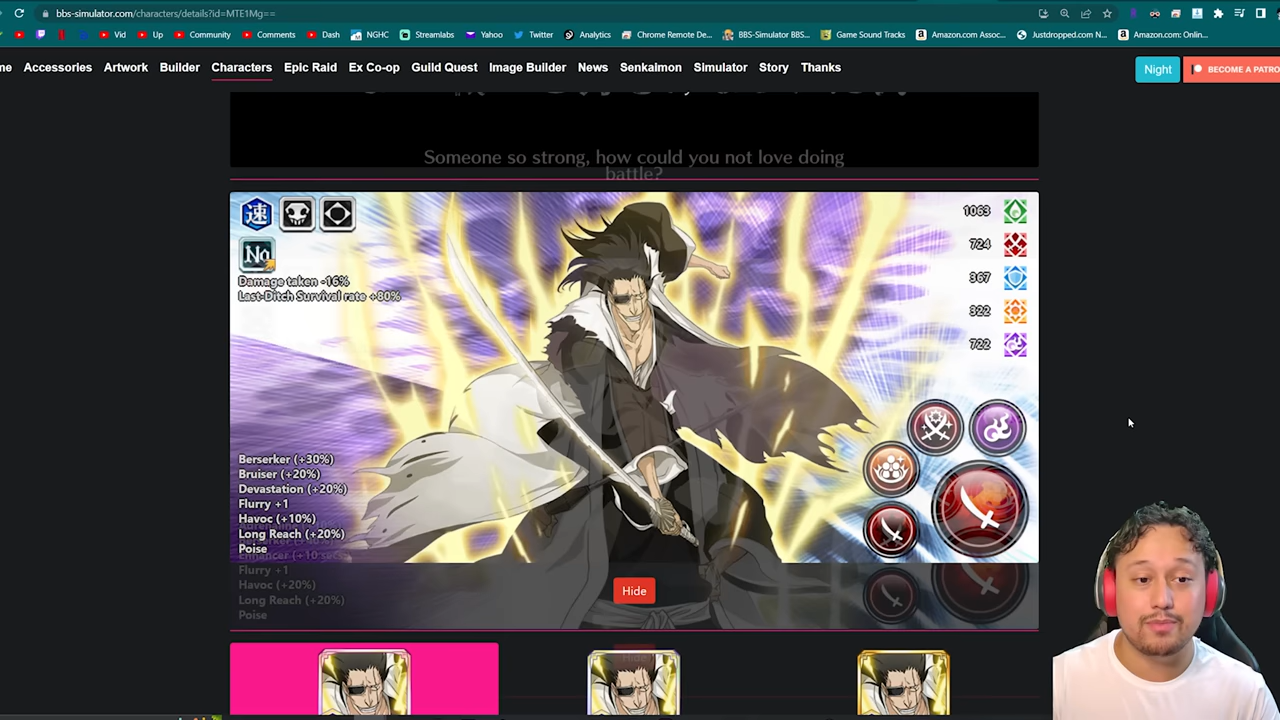 bbs-simulator.com/characters/details?id=MTE1Mg==
Vid
Up
Community
Comments
Dash
NGHC
Streamlabs
Yahoo
Twitter
Analytics
Chrome Remote De...
BBS-Simulator BBS...
Game Sound Tracks
Amazon.com Assoc...
Justdropped.com N...
Amazon.com: Onlin...
me
Accessories
Artwork
Builder
Characters
Epic Raid
Ex Co-op
Guild Quest
Image Builder
News
Senkaimon
Simulator
Story
Thanks
Night
BECOME A PATRO
Someone so strong, how could you not love doing
battle?
速
1063
724
No
Damage taken -16%
367
Last-Ditch Survival rate +80%
322
722
Berserker (+30%)
Bruiser (+20%)
Devastation (+20%)
Flurry +1
Havoc (+10%)
Long Reach (+20%)
Poise
Flurry +1
Havoc (+20%)
Long Reach (+20%)
Poise
Hide